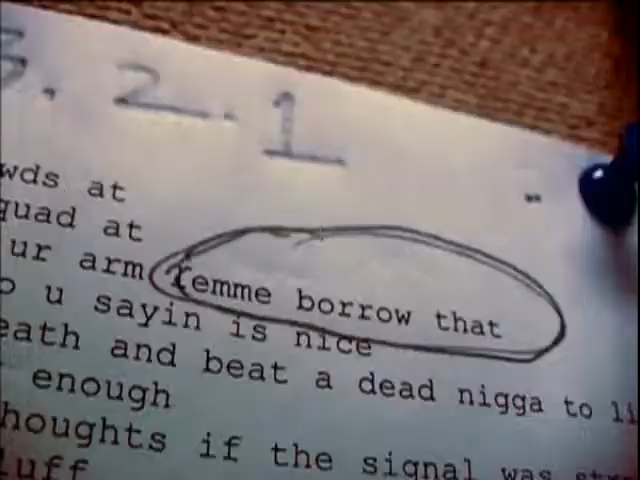 3. 2. 1
wds at
quad at
ur arm lemme borrow that
u sayin is nice
eath and beat a dead nigga to li
enough
houghts if the signal was str
luff